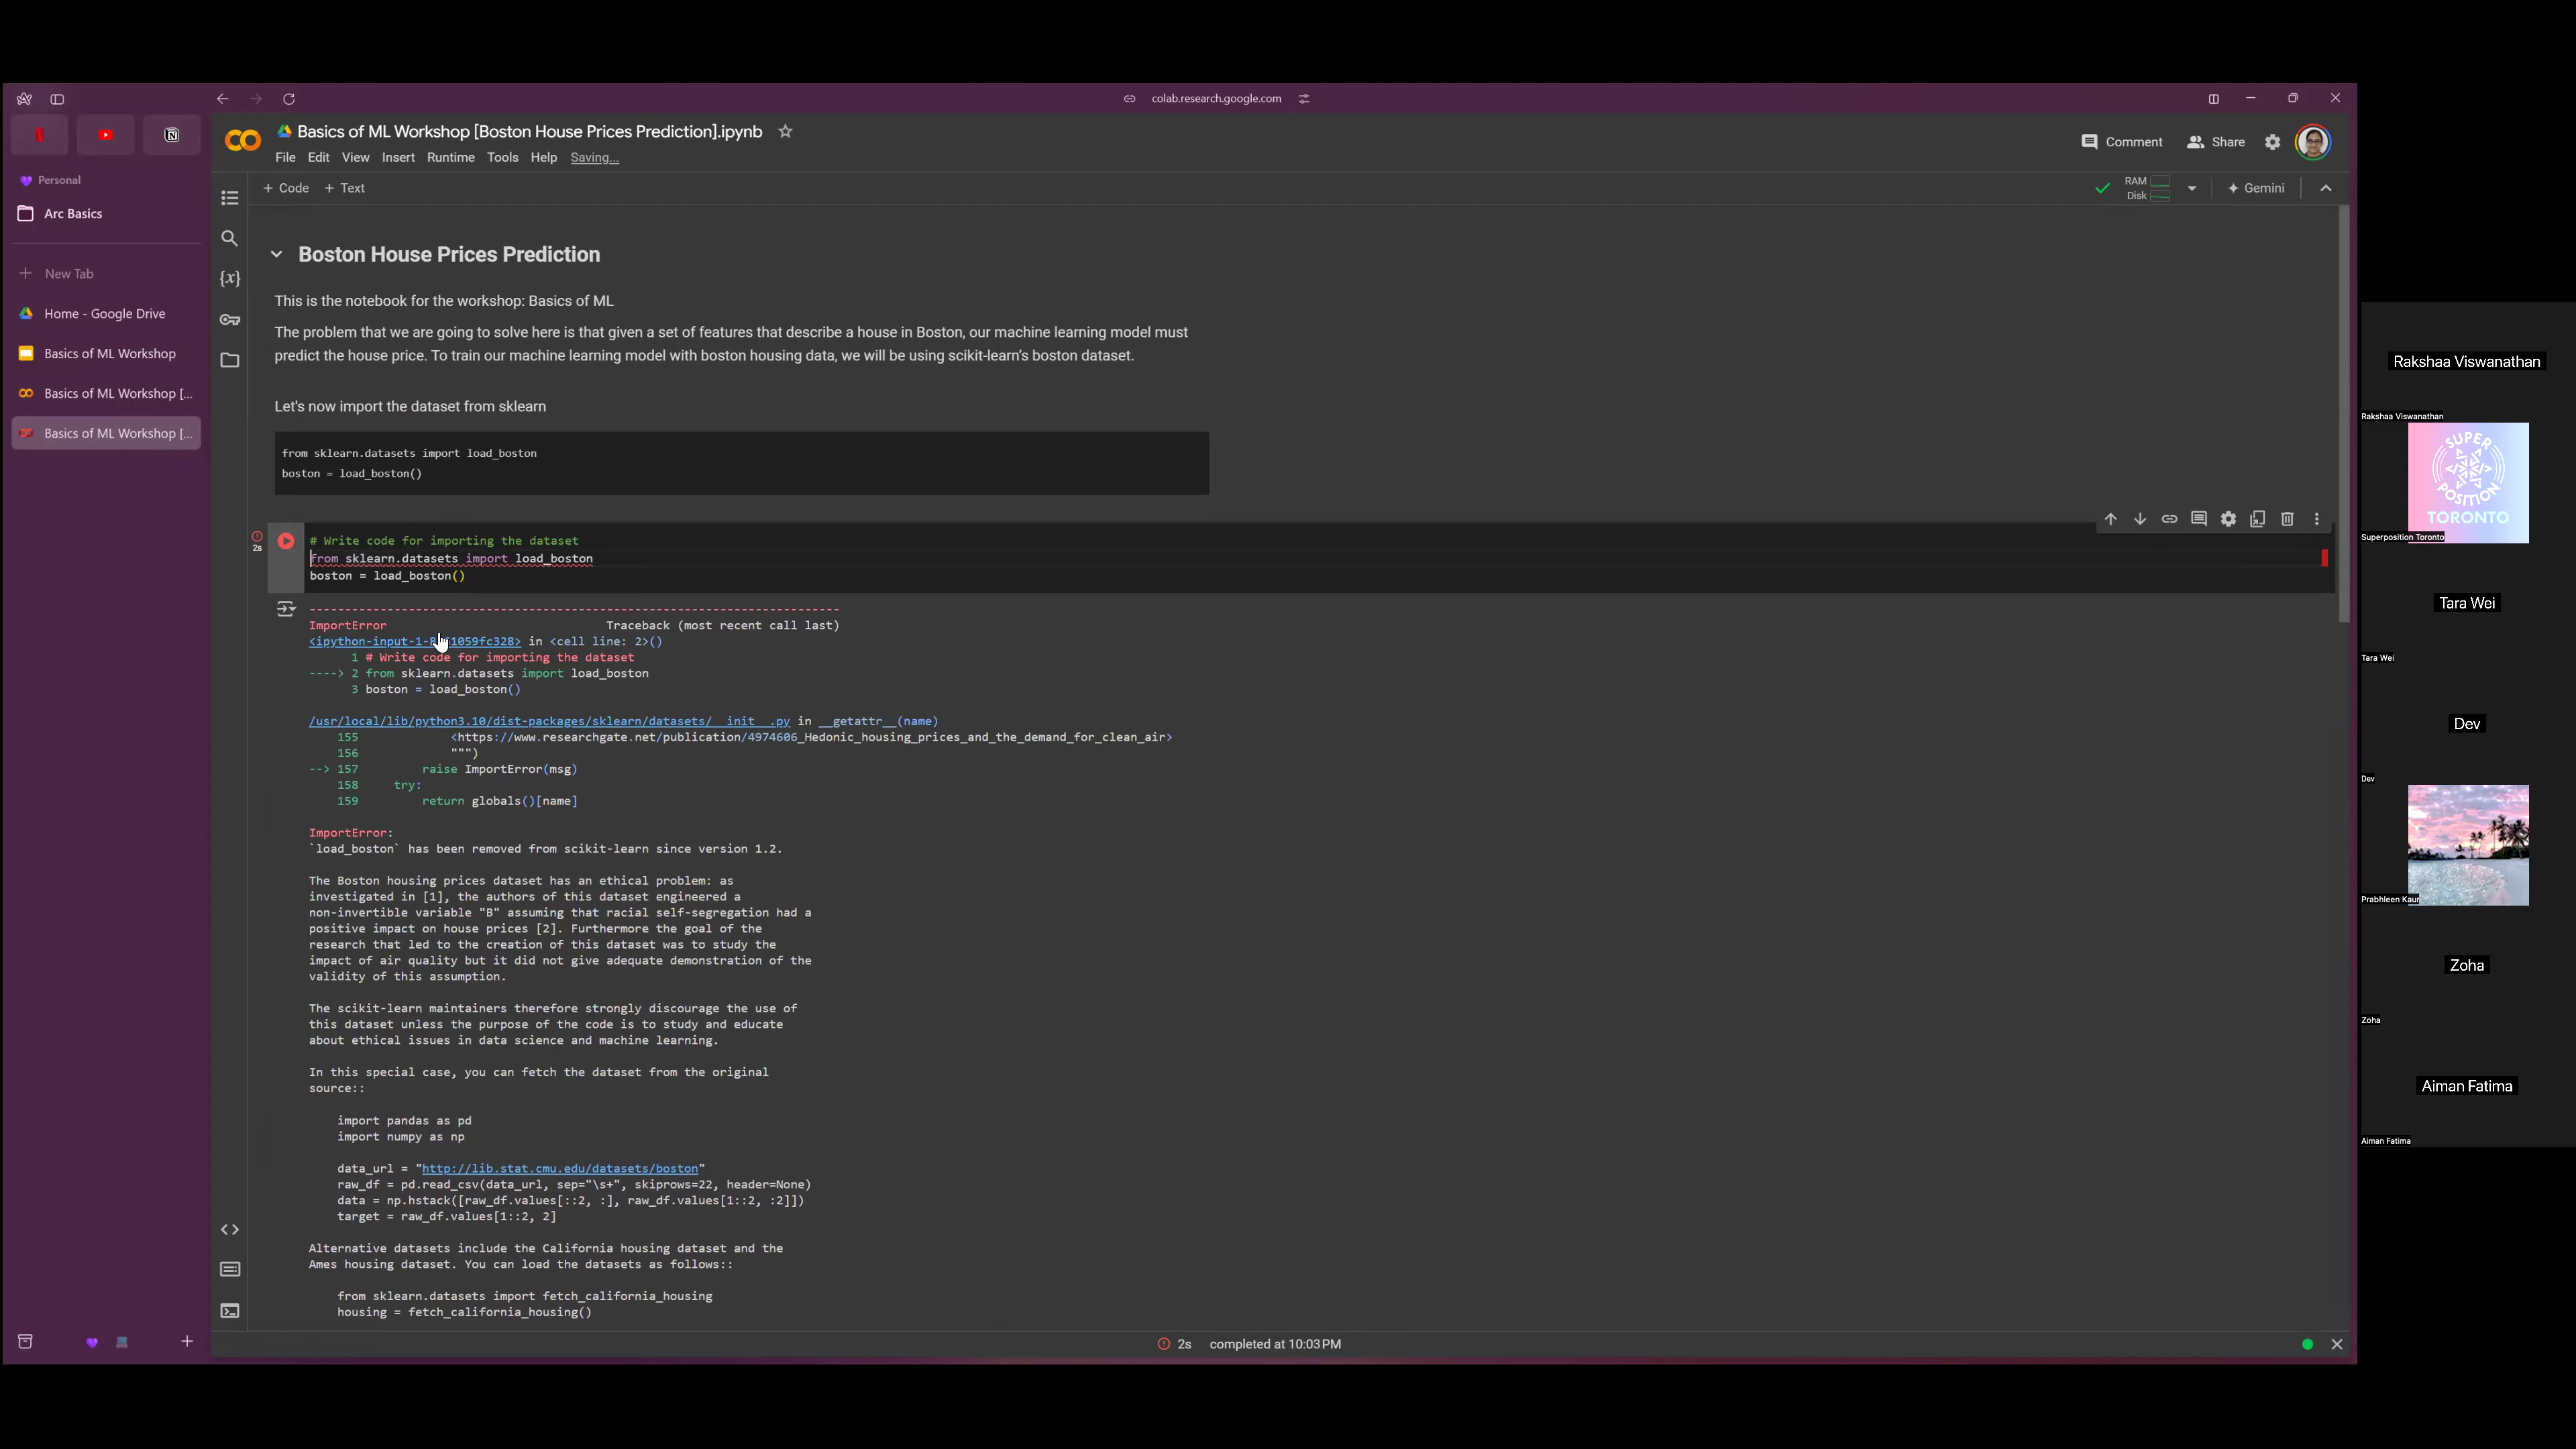 colab.research.google.com
Basics of ML Workshop [Boston House Prices Prediction].ipynb
File Edit View Insert Runtime Tools Help Saving...
Comment
Share
+ Code + Text
RAM
Disk
Gemini
Personal
Arc Basics
New Tab
Home - Google Drive
Basics of ML Workshop
Basics of ML Workshop [...
Basics of ML Workshop [...
Boston House Prices Prediction
This is the notebook for the workshop: Basics of ML
The problem that we are going to solve here is that given a set of features that describe a house in Boston, our machine learning model must
predict the house price. To train our machine learning model with boston housing data, we will be using scikit-learn’s boston dataset.
Let's now import the dataset from sklearn
from sklearn.datasets import load_boston
boston = load_boston()
2s
# Write code for importing the dataset
from sklearn.datasets import load_boston
boston = load_boston()
---------------------------------------------------------------------------
ImportError Traceback (most recent call last)
in <cell line: 2>()
1 # Write code for importing the dataset
----> 2 from sklearn.datasets import load_boston
3 boston = load_boston()
/usr/local/lib/python3.10/dist-packages/sklearn/datasets/__init__.py in __getattr__(name)
155 <https://www.researchgate.net/publication/4974606_Hedonic_housing_prices_and_the_demand_for_clean_air>
156 """)
--> 157 raise ImportError(msg)
158 try:
159 return globals()[name]
ImportError:
`load_boston` has been removed from scikit-learn since version 1.2.
The Boston housing prices dataset has an ethical problem: as
investigated in [1], the authors of this dataset engineered a
non-invertible variable "B" assuming that racial self-segregation had a
positive impact on house prices [2]. Furthermore the goal of the
research that led to the creation of this dataset was to study the
impact of air quality but it did not give adequate demonstration of the
validity of this assumption.
The scikit-learn maintainers therefore strongly discourage the use of
this dataset unless the purpose of the code is to study and educate
about ethical issues in data science and machine learning.
In this special case, you can fetch the dataset from the original
source::
import pandas as pd
import numpy as np
data_url = "http://lib.stat.cmu.edu/datasets/boston"
raw_df = pd.read_csv(data_url, sep="\s+", skiprows=22, header=None)
data = np.hstack([raw_df.values[::2, :], raw_df.values[1::2, :2]])
target = raw_df.values[1::2, 2]
Alternative datasets include the California housing dataset and the
Ames housing dataset. You can load the datasets as follows::
from sklearn.datasets import fetch_california_housing
housing = fetch_california_housing()
2s completed at 10:03 PM
Rakshaa Viswanathan
Rakshaa Viswanathan
SUPER
POSITION
TORONTO
Superposition Toronto
Tara Wei
Tara Wei
Dev
Dev
Prabhleen Kaur
Zoha
Zoha
Aiman Fatima
Aiman Fatima